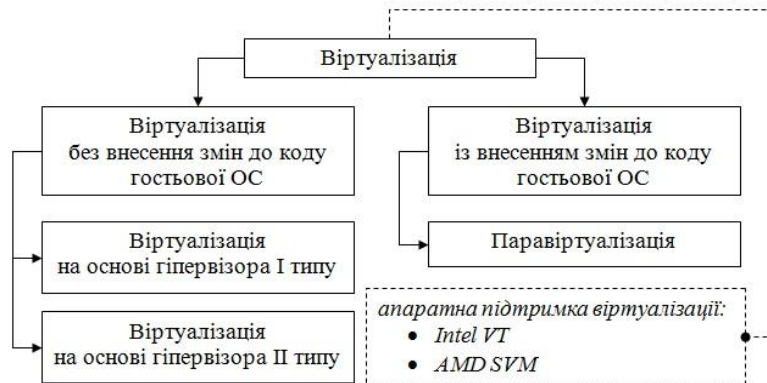 Віртуалізація
Віртуалізація
без внесення змін до коду
гостьової ОС
Віртуалізація
із внесенням змін до коду
гостьової ОС
Віртуалізація
на основі гіпервізора I типу
Паравіртуалізація
Віртуалізація
на основі гіпервізора II типу
апаратна підтримка віртуалізації:
• Intel VT
• AMD SVM